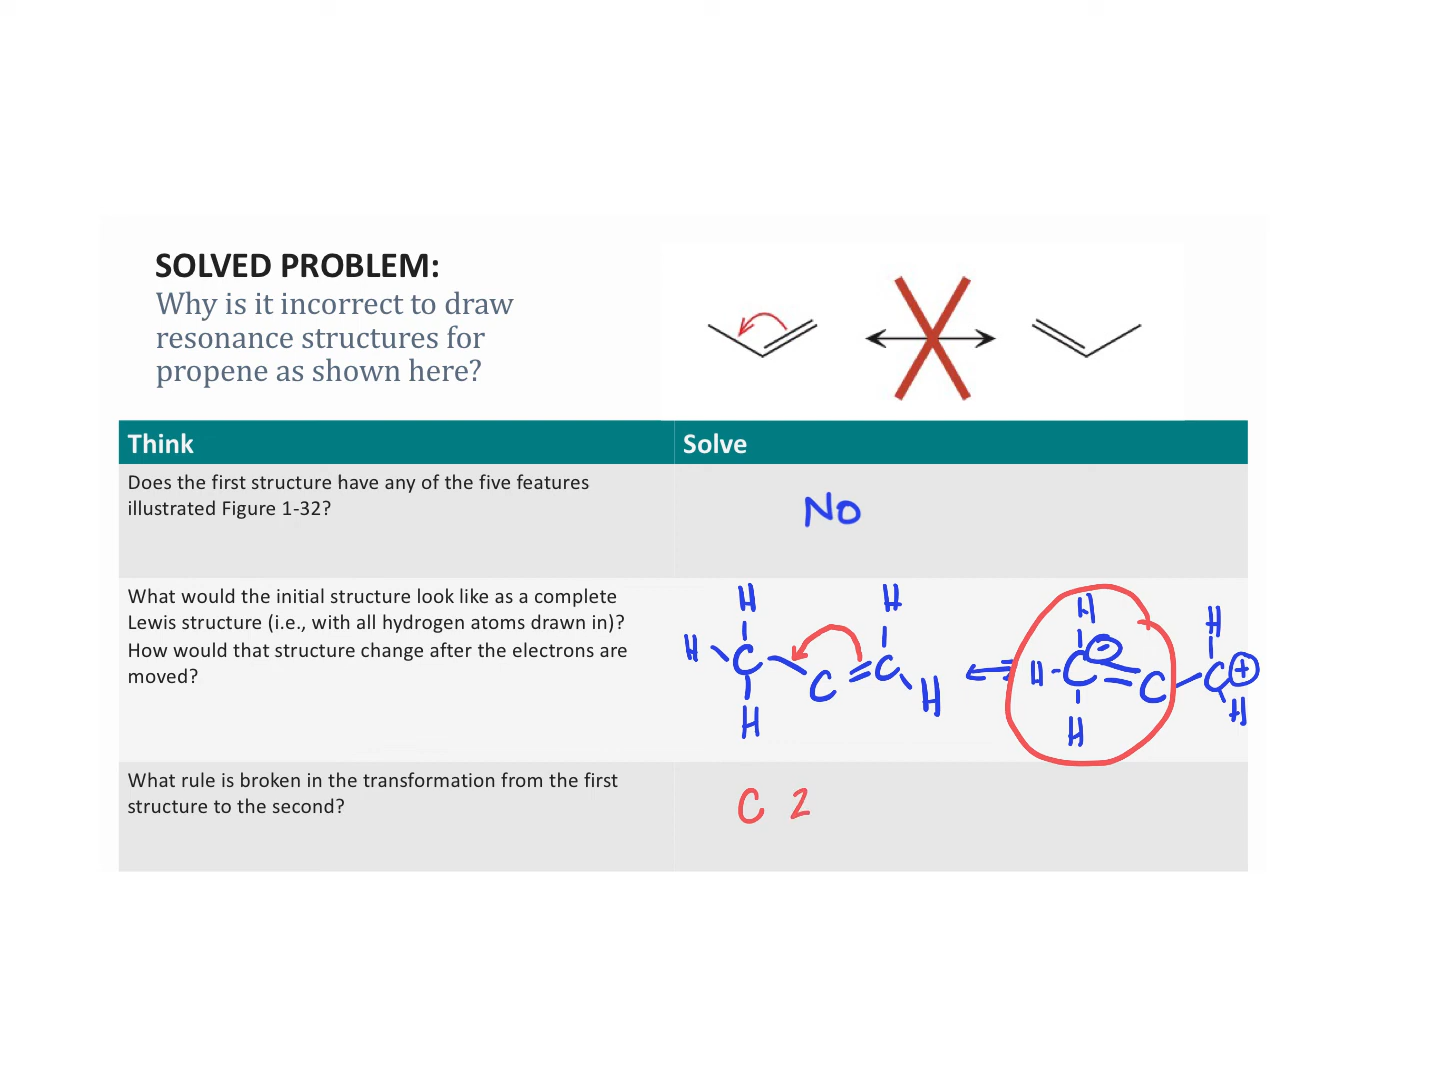 SOLVED PROBLEM:
Why is it incorrect to draw
resonance structures for
propene as shown here?
Think
Solve
Does the first structure have any of the five features
illustrated Figure 1-32?
No
What would the initial structure look like as a complete
Lewis structure (i.e., with all hydrogen atoms drawn in)?
How would that structure change after the electrons are
moved?
H H H H
H C C = C H - C = C - C +
H H H H
What rule is broken in the transformation from the first
structure to the second?
C 2